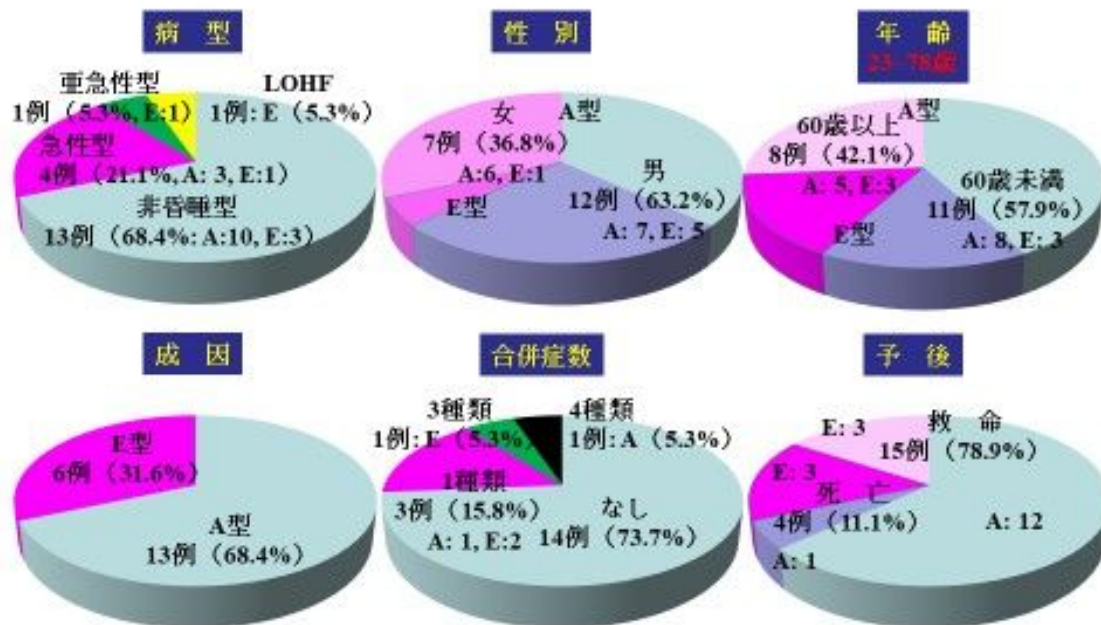 病 型
亜急性型
1例（5.3%, E:1）
LOHF
1例: E（5.3%）
急性型
4例（21.1%, A: 3, E:1）
非昏睡型
13例（68.4%: A:10, E:3）
性 別
女
7例（36.8%）
A:6, E:1
A型
男
12例（63.2%）
A: 7, E: 5
E型
年 齢
23-78歳
A型
60歳以上
8例（42.1%）
A: 5, E:3
60歳未満
11例（57.9%）
A: 8, E: 3
E型
成 因
E型
6例（31.6%）
A型
13例（68.4%）
合併症数
3種類
1例: E（5.3%）
4種類
1例: A（5.3%）
1種類
3例（15.8%）
A: 1, E:2
なし
14例（73.7%）
予 後
E: 3
救 命
15例（78.9%）
E: 3
死 亡
4例（11.1%）
A: 12
A: 1